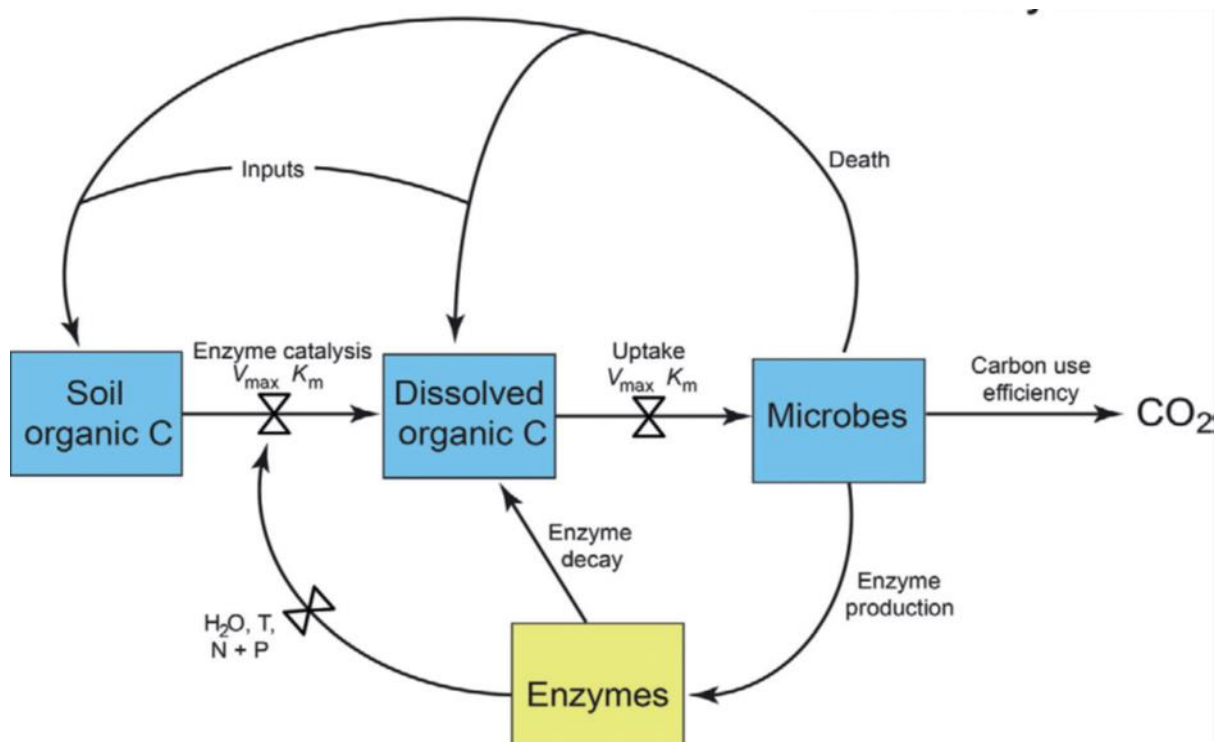 Inputs
Death
Enzyme catalysis
Vmax Km
Uptake
Vmax Km
Carbon use
efficiency
Soil
organic C
Dissolved
organic C
Microbes
CO2
Enzyme
decay
Enzyme
production
H2O, T,
N + P
Enzymes